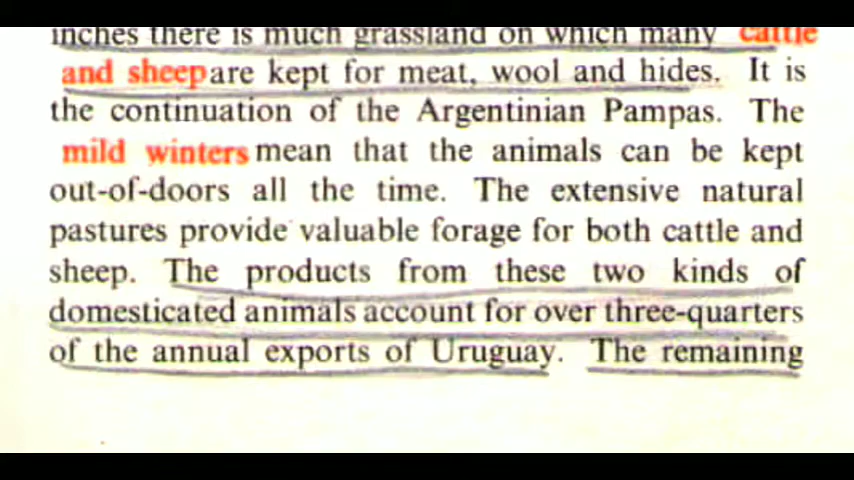 inches there is much grassland on which many cattle
and sheep are kept for meat, wool and hides. It is
the continuation of the Argentinian Pampas. The
mild winters mean that the animals can be kept
out-of-doors all the time. The extensive natural
pastures provide valuable forage for both cattle and
sheep. The products from these two kinds of
domesticated animals account for over three-quarters
of the annual exports of Uruguay. The remaining